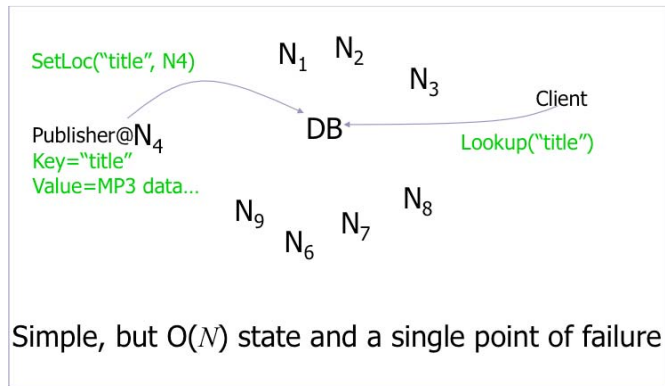 SetLoc(“title”, N4)
N₁
N₂
N₃
Client
Publisher@N₄
DB
Key=“title”
Lookup(“title”)
Value=MP3 data…
N₉
N₈
N₆
N₇
Simple, but O(N) state and a single point of failure